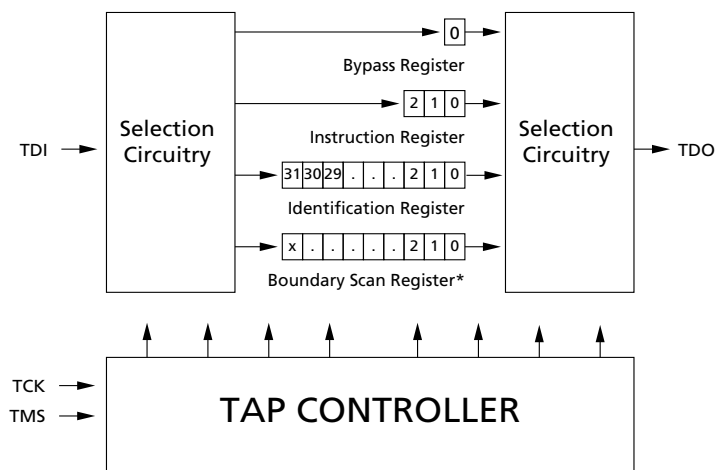 0
Bypass Register
2 1 0
Selection Circuitry
Instruction Register
Selection Circuitry
TDI
TDO
31 30 29 . . . 2 1 0
Identification Register
x . . . . . 2 1 0
Boundary Scan Register*
TCK
TMS
TAP CONTROLLER